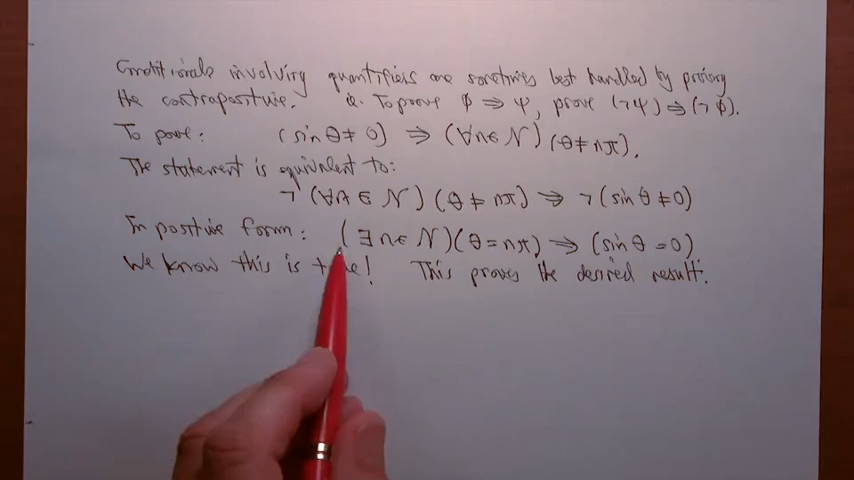 Conditionals involving quantifiers are sometimes best handled by proving
the contrapositive. ie. To prove ϕ ⇒ ψ, prove (¬ψ) ⇒ (¬ϕ).
To prove: (sin θ ≠ 0) ⇒ (∀n ∈ N) (θ ≠ nπ).
The statement is equivalent to:
¬ (∀n ∈ N) (θ ≠ nπ) ⇒ ¬ (sin θ ≠ 0)
In positive form: (∃n ∈ N) (θ = nπ) ⇒ (sin θ = 0)
We know this is true! This proves the desired result.